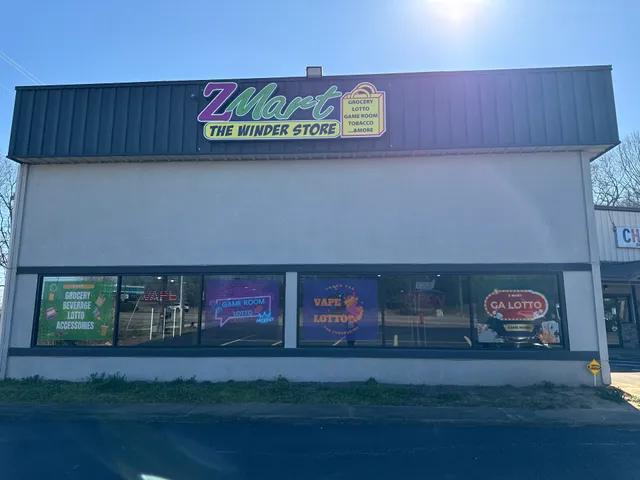 ZMart
THE WINDER STORE
GROCERY
LOTTO
GAME ROOM
TOBACCO
...&MORE
GROCERY
BEVERAGE
LOTTO
ACCESSORIES
VAPE
GAME ROOM
LOTTO
VAPE
LOTTO
Z MART
GA LOTTO
CH